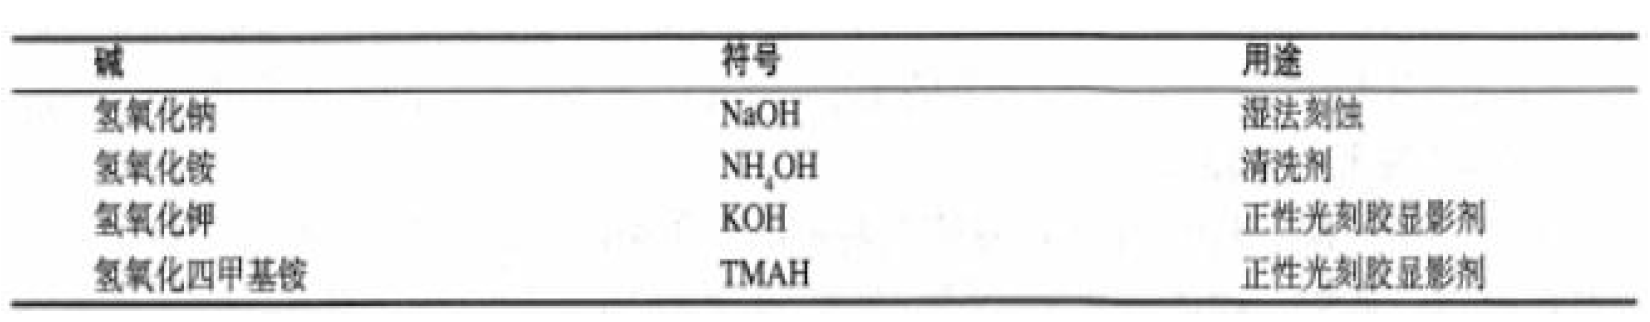 碱 符号 用途
氢氧化钠 NaOH 湿法刻蚀
氢氧化铵 NH₄OH 清洗剂
氢氧化钾 KOH 正性光刻胶显影剂
氢氧化四甲基铵 TMAH 正性光刻胶显影剂